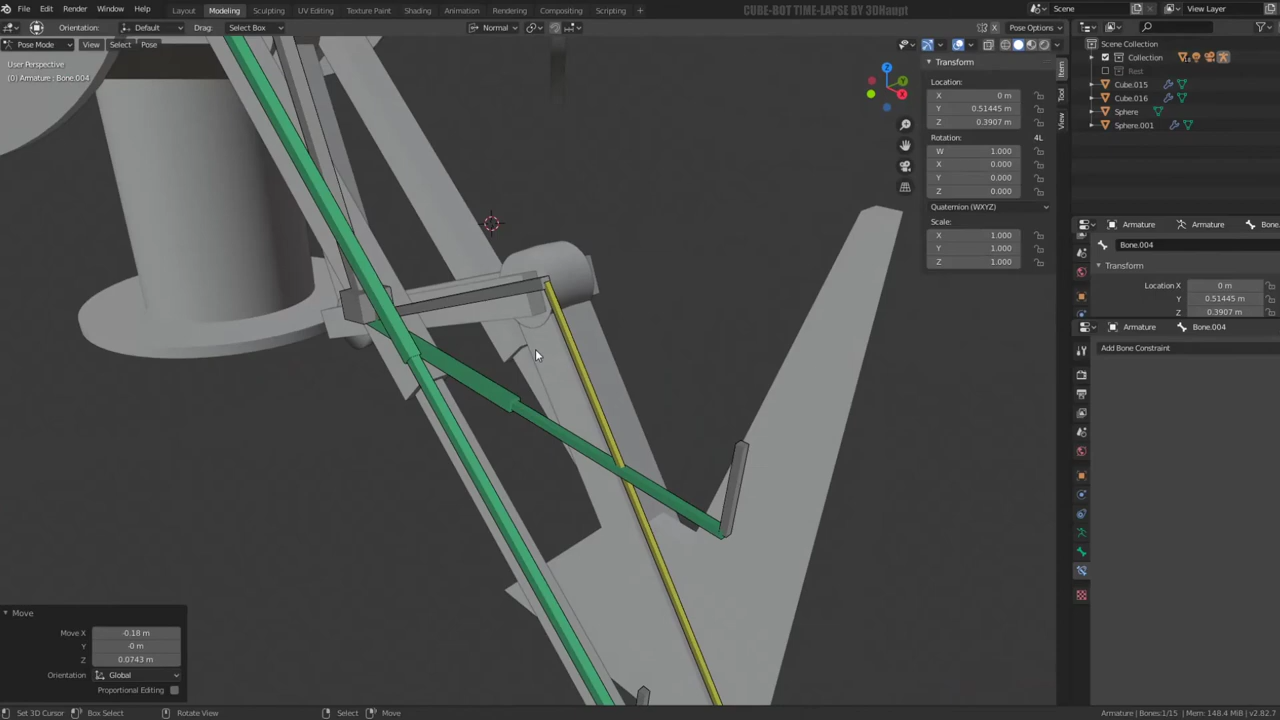 File Edit Render Window Help
Layout Modeling Sculpting UV Editing Texture Paint Shading Animation Rendering Compositing Scripting
CUBE-BOT TIME-LAPSE BY 3DHaupt
Scene View Layer
Orientation: Default Drag: Select Box Normal Pose Options
Pose Mode View Select Pose
User Perspective
(0) Armature : Bone.004
Z
Y
X
Transform
Location:
X 0 m
Y 0.51445 m
Z 0.3907 m
Rotation: 4L
W 1.000
X 0.000
Y 0.000
Z 0.000
Quaternion (WXYZ)
Scale:
X 1.000
Y 1.000
Z 1.000
Item
Tool
View
Scene Collection
Collection
Rest
Cube.015
Cube.016
Sphere
Sphere.001
Armature Armature Bone.
Bone.004
Transform
Location X 0 m
Y 0.51445 m
Z 0.3907 m
Armature Bone.004
Add Bone Constraint
Move
Move X -0.18 m
Y -0 m
Z 0.0743 m
Orientation Global
Proportional Editing
Set 3D Cursor Box Select Rotate View Select Move
Armature | Bones:1/15 | Mem: 148.4 MiB | v2.82.7